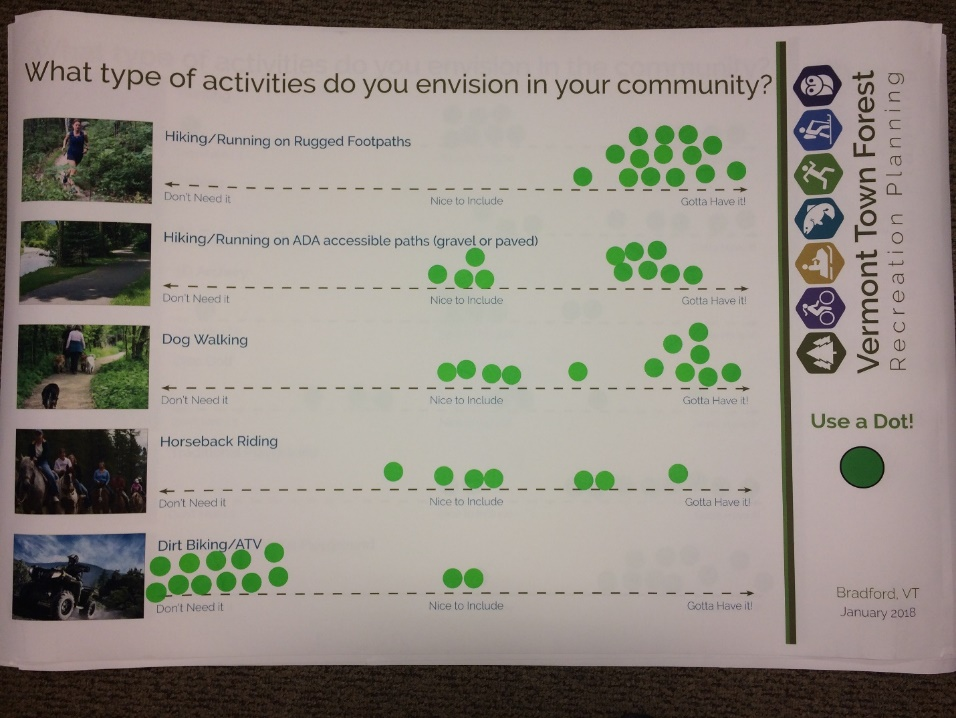 What type of activities do you envision in your community?
Hiking/Running on Rugged Footpaths
Don't Need it Nice to Include Gotta Have it!
Hiking/Running on ADA accessible paths (gravel or paved)
Don't Need it Nice to Include Gotta Have it!
Dog Walking
Don't Need it Nice to Include Gotta Have it!
Horseback Riding
Don't Need it Nice to Include Gotta Have it!
Dirt Biking/ATV
Don't Need it Nice to Include Gotta Have it!
Vermont Town Forest
Recreation Planning
Use a Dot!
Bradford, VT
January 2018